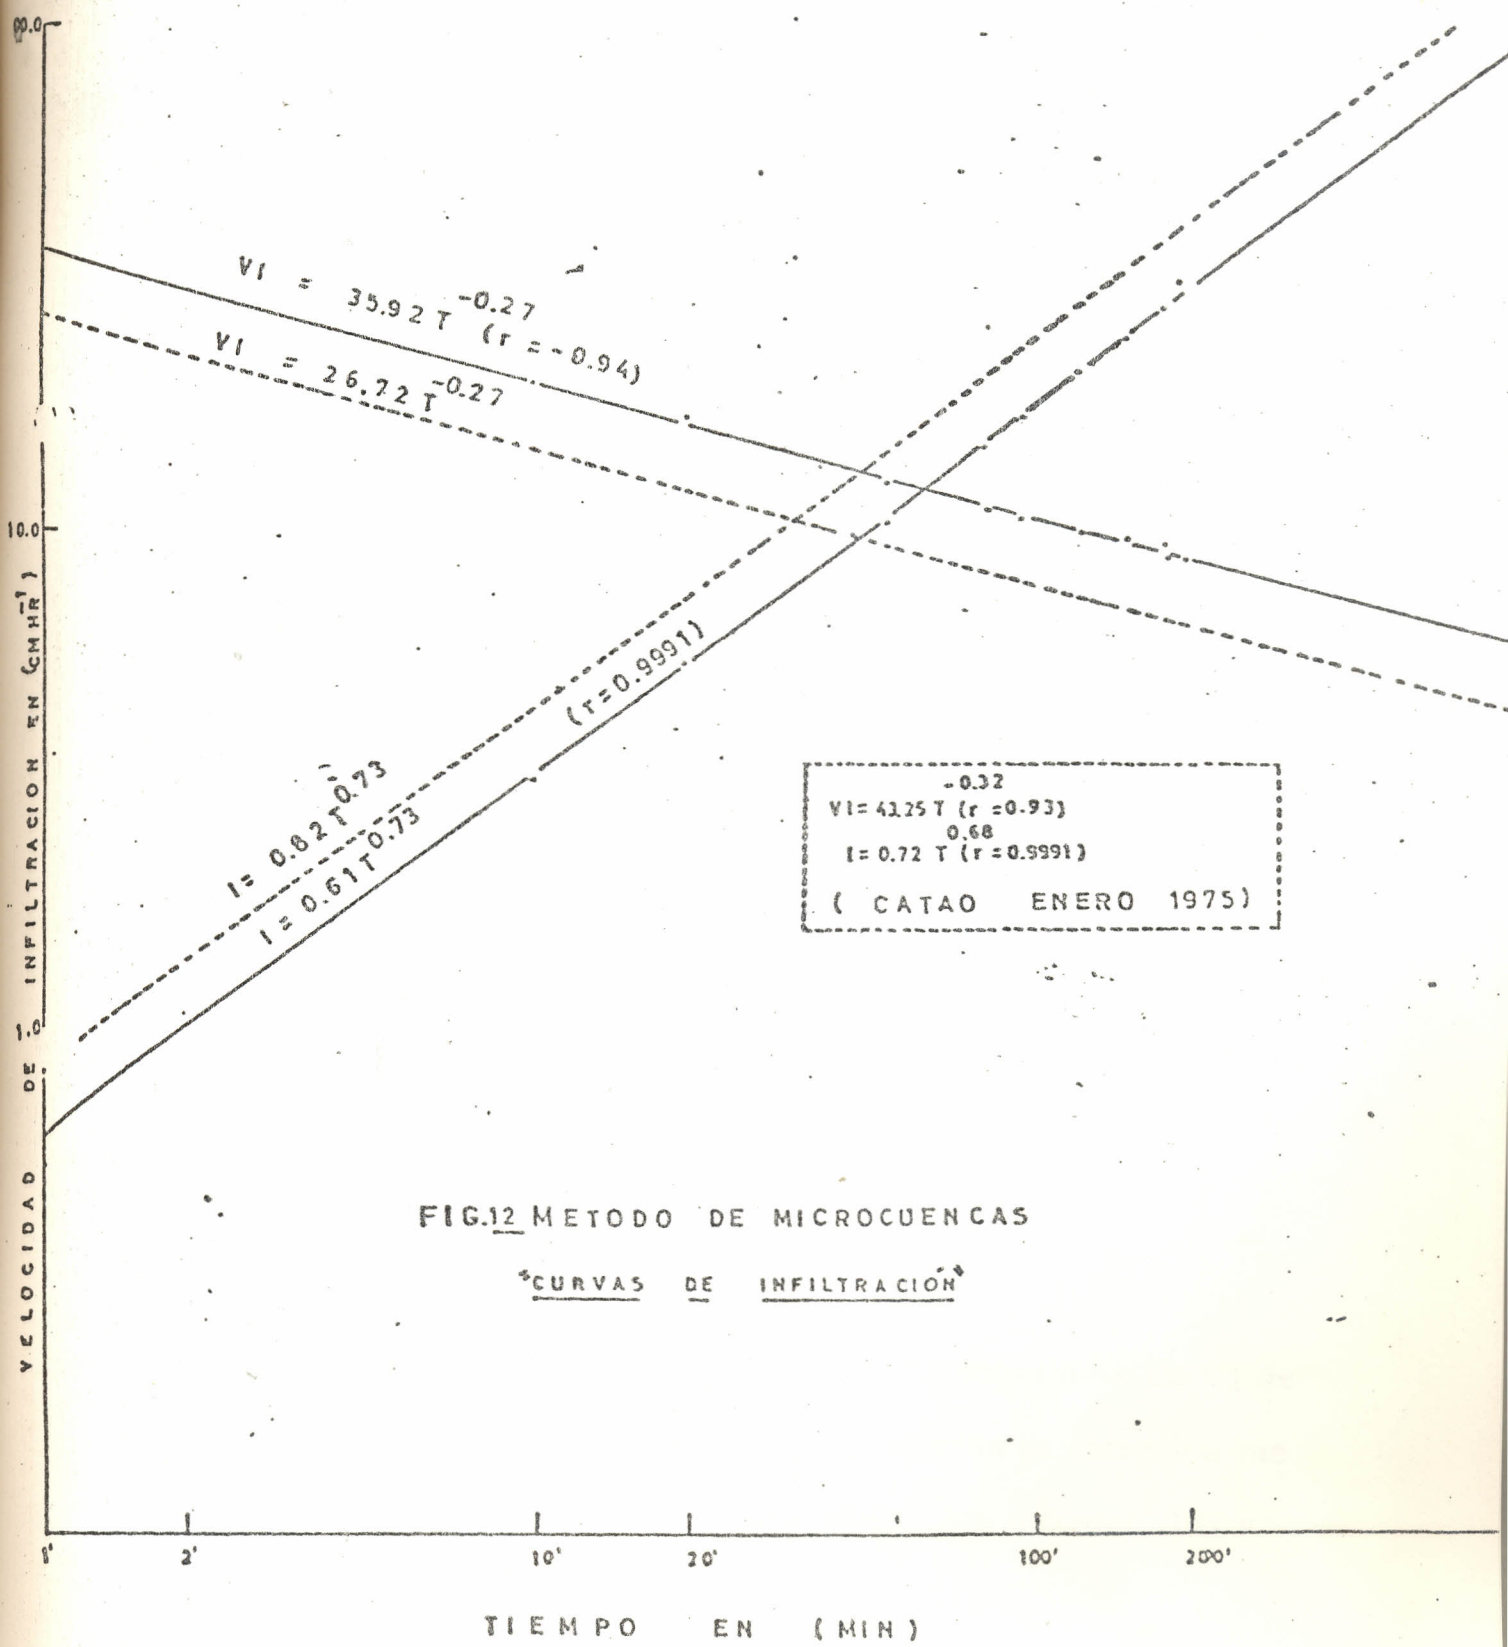 VI = 35.92 T -0.27 (r = -0.94)
VI = 26.72 T -0.27
10.0
1.0
VELOCIDAD DE INFILTRACION EN (CM HR-1)
(r=0.9991)
I = 0.82 T 0.73
I = 0.61 T 0.73
-0.32
VI= 43.25 T (r =0.93)
0.68
I= 0.72 T (r =0.9991)
( CATAO ENERO 1975)
FIG.12 METODO DE MICROCUENCAS
"CURVAS DE INFILTRACIÓN"
1' 2' 10' 20' 100' 200'
TIEMPO EN (MIN)